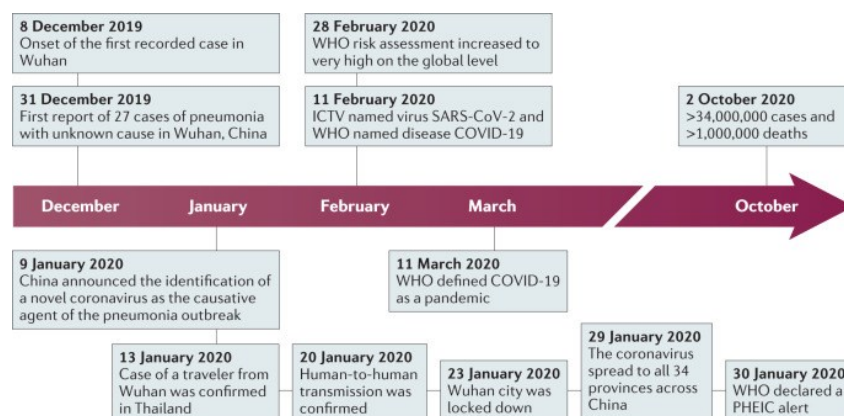 8 December 2019
Onset of the first recorded case in
Wuhan
28 February 2020
WHO risk assessment increased to
very high on the global level
31 December 2019
First report of 27 cases of pneumonia
with unknown cause in Wuhan, China
11 February 2020
ICTV named virus SARS-CoV-2 and
WHO named disease COVID-19
2 October 2020
>34,000,000 cases and
>1,000,000 deaths
December January February March October
9 January 2020
China announced the identification of
a novel coronavirus as the causative
agent of the pneumonia outbreak
11 March 2020
WHO defined COVID-19
as a pandemic
13 January 2020
Case of a traveler from
Wuhan was confirmed
in Thailand
20 January 2020
Human-to-human
transmission was
confirmed
23 January 2020
Wuhan city was
locked down
29 January 2020
The coronavirus
spread to all 34
provinces across
China
30 January 2020
WHO declared a
PHEIC alert